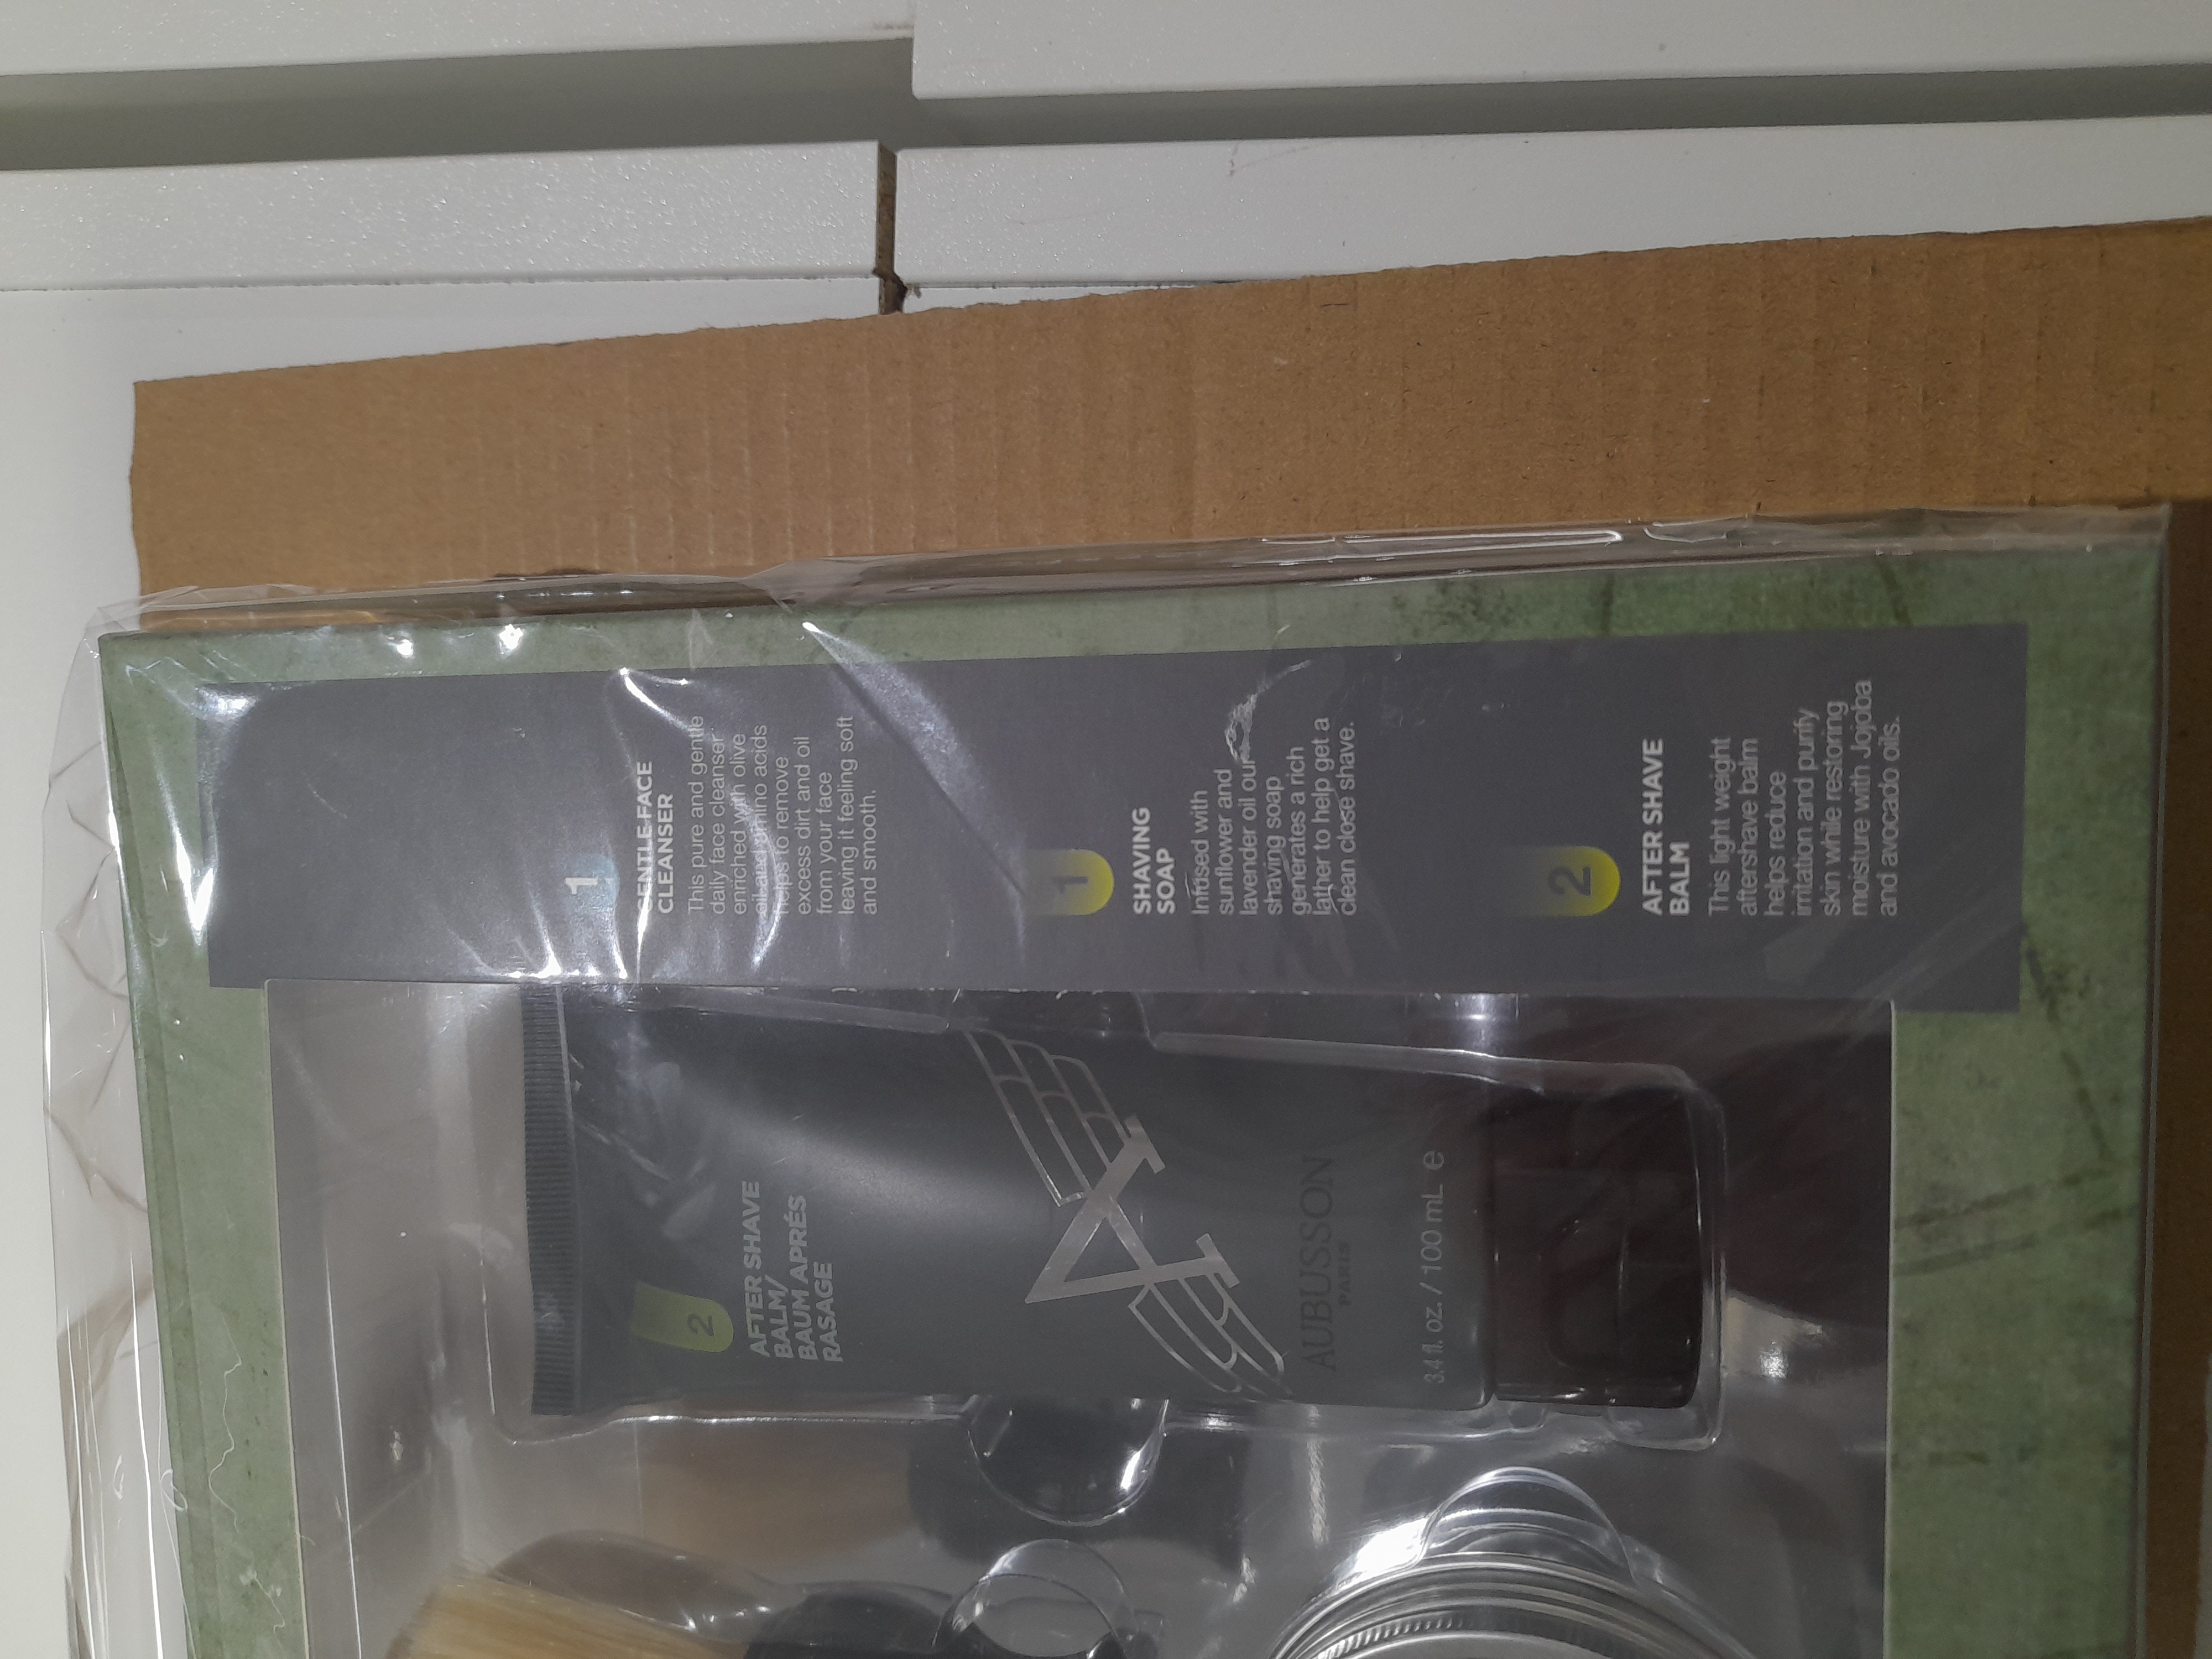 2
AFTER SHAVE
BALM/
BAUM APRÉS
RASAGE
A
AUBUSSON
PARIS
3.4 fl. oz. / 100 mL e
1
GENTLE FACE
CLEANSER
This pure and gentle
daily face cleanser
enriched with olive
oil and amino acids
helps to remove
excess dirt and oil
from your face
leaving it feeling soft
and smooth.
1
SHAVING
SOAP
Infused with
sunflower and
lavender oil our
shaving soap
generates a rich
lather to help get a
clean close shave.
2
AFTER SHAVE
BALM
This light weight
aftershave balm
helps reduce
irritation and purify
skin while restoring
moisture with Jojoba
and avocado oils.